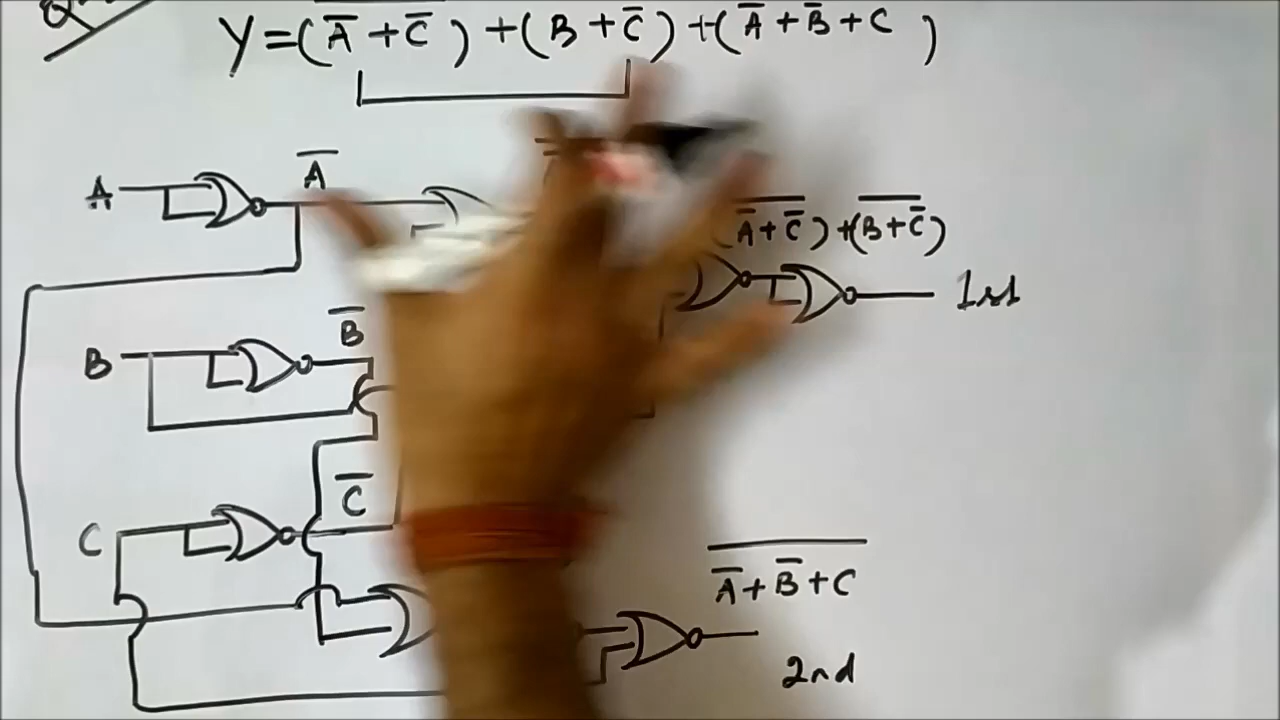 Y = (A̅ + C̅) + (B + C̅) + (A̅ + B̅ + C)
A A̅
A̅ + C̅) + (B + C̅)
1st
B B̅
C C̅
A̅ + B̅ + C
2nd